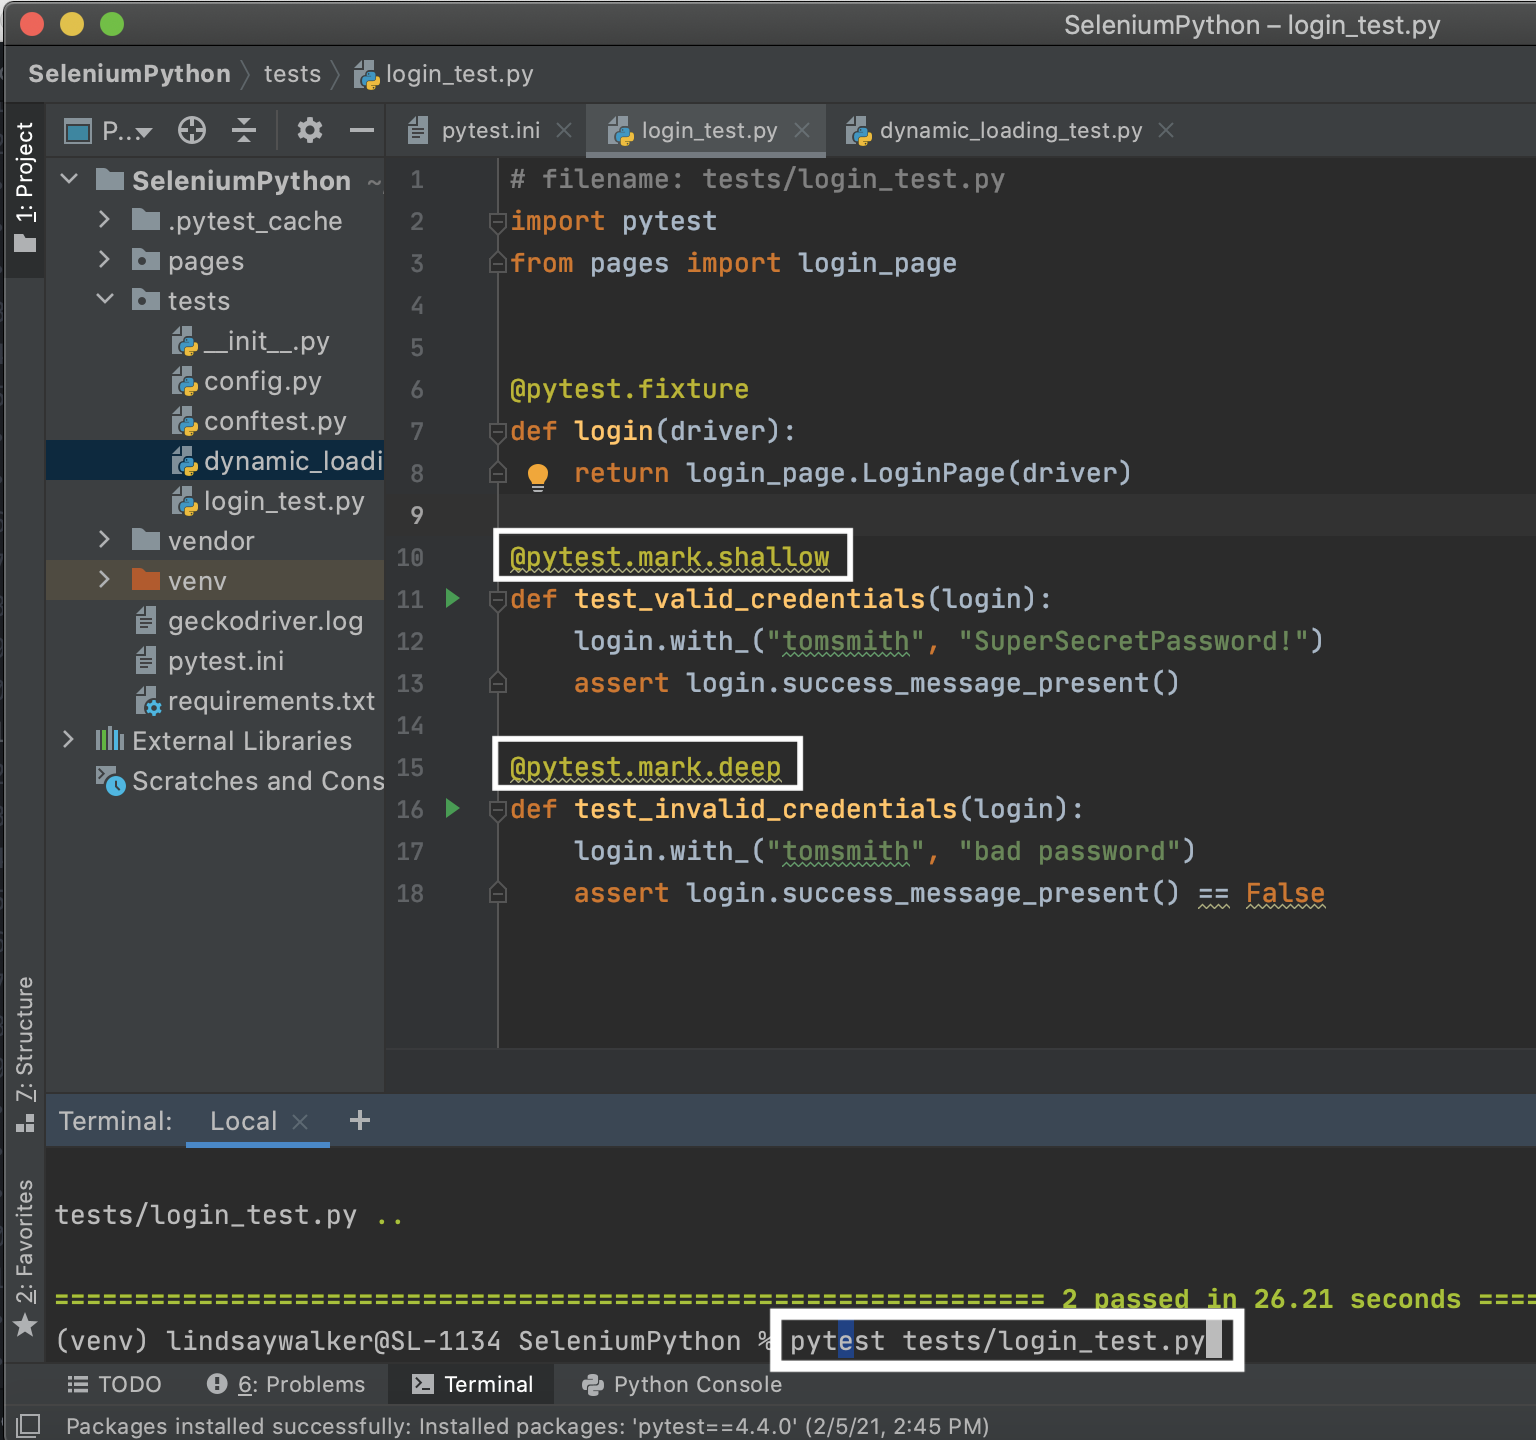 SeleniumPython – login_test.py
SeleniumPython tests login_test.py
1: Project
P...
pytest.ini
login_test.py
dynamic_loading_test.py
SeleniumPython ~
.pytest_cache
pages
tests
__init__.py
config.py
conftest.py
dynamic_loadi
login_test.py
vendor
venv
geckodriver.log
pytest.ini
requirements.txt
External Libraries
Scratches and Cons
1 # filename: tests/login_test.py
2 import pytest
3 from pages import login_page
4
5
6 @pytest.fixture
7 def login(driver):
8 return login_page.LoginPage(driver)
9
10 @pytest.mark.shallow
11 def test_valid_credentials(login):
12 login.with_("tomsmith", "SuperSecretPassword!")
13 assert login.success_message_present()
14
15 @pytest.mark.deep
16 def test_invalid_credentials(login):
17 login.with_("tomsmith", "bad password")
18 assert login.success_message_present() == False
7: Structure
2: Favorites
Terminal: Local +
tests/login_test.py ..
============================================================== 2 passed in 26.21 seconds ====
(venv) lindsaywalker@SL-1134 SeleniumPython % pytest tests/login_test.py
TODO 6: Problems Terminal Python Console
Packages installed successfully: Installed packages: 'pytest==4.4.0' (2/5/21, 2:45 PM)